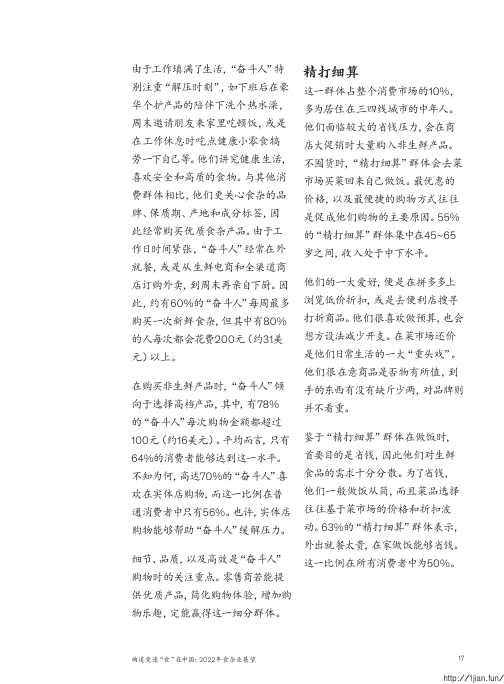 由于工作填满了生活，“奋斗人”特
别注重“解压时刻”，如下班后在豪
华个护产品的陪伴下洗个热水澡，
周末邀请朋友来家里吃顿饭，或是
在工作休息时吃点健康小零食犒
劳一下自己等。他们讲究健康生活，
喜欢安全和高质的食物。与其他消
费群体相比，他们更关心食杂的品
牌、保质期、产地和成分标签，因
此经常购买优质食杂产品。由于工
作日时间紧张，“奋斗人”经常在外
就餐，或是从生鲜电商和全渠道商
店订购外卖，到周末再亲自下厨。因
此，约有60%的“奋斗人”每周最多
购买一次新鲜食杂，但其中有80%
的人每次都会花费200元（约31美
元）以上。
在购买非生鲜产品时，“奋斗人”倾
向于选择高档产品，其中，有78%
的“奋斗人”每次购物金额都超过
100元（约16美元）。平均而言，只有
64%的消费者能够达到这一水平。
不知为何，高达70%的“奋斗人”喜
欢在实体店购物，而这一比例在普
通消费者中只有56%。也许，实体店
购物能够帮助“奋斗人”缓解压力。
细节、品质，以及高效是“奋斗人”
购物时的关注重点。零售商若能提
供优质产品，简化购物体验，增加购
物乐趣，定能赢得这一细分群体。
精打细算
这一群体占整个消费市场的10%，
多为居住在三四线城市的中年人。
他们面临较大的省钱压力，会在商
店大促销时大量购入非生鲜产品。
不囤货时，“精打细算”群体会去菜
市场买菜回来自己做饭。最优惠的
价格，以及最便捷的购物方式往往
是促成他们购物的主要原因。55%
的“精打细算”群体集中在45~65
岁之间，收入处于中下水平。
他们的一大爱好，便是在拼多多上
浏览低价折扣，或是去便利店搜寻
打折商品。他们很喜欢做预算，也会
想方设法减少开支。在菜市场还价
是他们日常生活的一大“重头戏”。
他们很在意商品是否物有所值，到
手的东西有没有缺斤少两，对品牌则
并不看重。
鉴于“精打细算”群体在做饭时，
首要目的是省钱，因此他们对生鲜
食品的需求十分分散。为了省钱，
他们一般做饭从简，而且菜品选择
往往基于菜市场的价格和折扣波
动。63%的“精打细算”群体表示，
外出就餐太贵，在家做饭能够省钱。
这一比例在所有消费者中为50%。
两道竞速“食”在中国：2022年食杂业展望
17
http://1jian.fun/